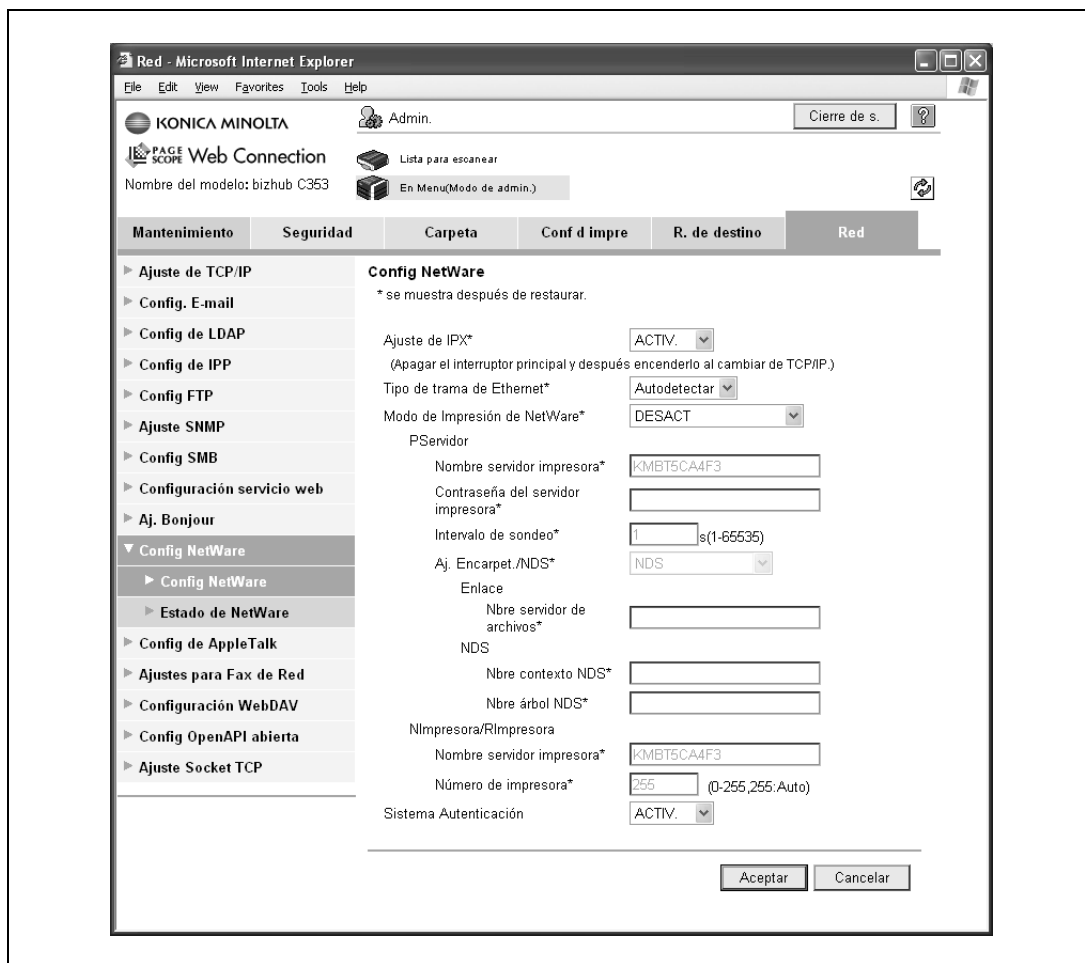 Red - Microsoft Internet Explorer
File Edit View Favorites Tools Help
KONICA MINOLTA
Admin.
Cierre de s.
?
PAGE SCOPE Web Connection
Lista para escanear
Nombre del modelo: bizhub C353
En Menu(Modo de admin.)
Mantenimiento Seguridad Carpeta Conf d impre R. de destino Red
Ajuste de TCP/IP
Config. E-mail
Config de LDAP
Config de IPP
Config FTP
Ajuste SNMP
Config SMB
Configuración servicio web
Aj. Bonjour
Config NetWare
Config NetWare
Estado de NetWare
Config de AppleTalk
Ajustes para Fax de Red
Configuración WebDAV
Config OpenAPI abierta
Ajuste Socket TCP
Config NetWare
* se muestra después de restaurar.
Ajuste de IPX* ACTIV.
(Apagar el interruptor principal y después encenderlo al cambiar de TCP/IP.)
Tipo de trama de Ethernet* Autodetectar
Modo de Impresión de NetWare* DESACT
PServidor
Nombre servidor impresora* KMBT5CA4F3
Contraseña del servidor
impresora*
Intervalo de sondeo* 1 s(1-65535)
Aj. Encarpet./NDS* NDS
Enlace
Nbre servidor de
archivos*
NDS
Nbre contexto NDS*
Nbre árbol NDS*
NImpresora/RImpresora
Nombre servidor impresora* KMBT5CA4F3
Número de impresora* 255 (0-255,255:Auto)
Sistema Autenticación ACTIV.
Aceptar Cancelar